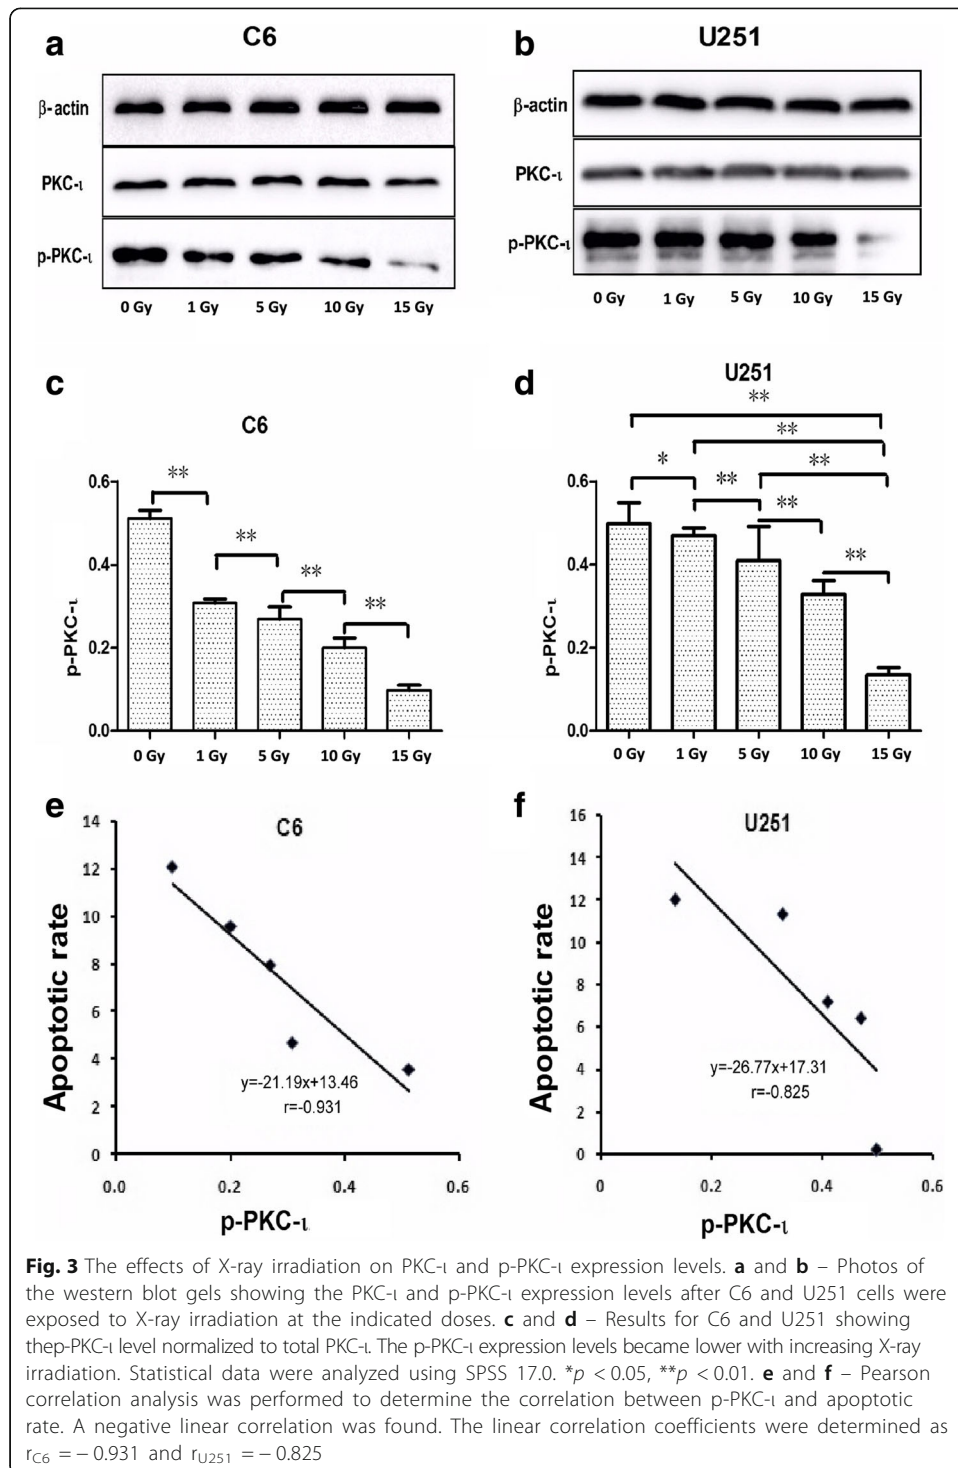 a
C6
β-actin
PKC-ι
p-PKC-ι
0 Gy 1 Gy 5 Gy 10 Gy 15 Gy
b
U251
β-actin
PKC-ι
p-PKC-ι
0 Gy 1 Gy 5 Gy 10 Gy 15 Gy
c
C6
**
**
**
**
0.6
0.4
0.2
0.0
p-PKC-ι
0 Gy 1 Gy 5 Gy 10 Gy 15 Gy
d
U251
**
**
**
*
**
**
**
0.6
0.4
0.2
0.0
p-PKC-ι
0 Gy 1 Gy 5 Gy 10 Gy 15 Gy
e
C6
14
12
10
8
6
4
2
0
Apoptotic rate
y=-21.19x+13.46
r=-0.931
0.0 0.2 0.4 0.6
p-PKC-ι
f
U251
16
14
12
10
8
6
4
2
0
Apoptotic rate
y=-26.77x+17.31
r=-0.825
0 0.2 0.4 0.6
p-PKC-ι
Fig. 3 The effects of X-ray irradiation on PKC-ι and p-PKC-ι expression levels. a and b – Photos of
the western blot gels showing the PKC-ι and p-PKC-ι expression levels after C6 and U251 cells were
exposed to X-ray irradiation at the indicated doses. c and d – Results for C6 and U251 showing
thep-PKC-ι level normalized to total PKC-ι. The p-PKC-ι expression levels became lower with increasing X-ray
irradiation. Statistical data were analyzed using SPSS 17.0. *p < 0.05, **p < 0.01. e and f – Pearson
correlation analysis was performed to determine the correlation between p-PKC-ι and apoptotic
rate. A negative linear correlation was found. The linear correlation coefficients were determined as
rC6 = − 0.931 and rU251 = − 0.825